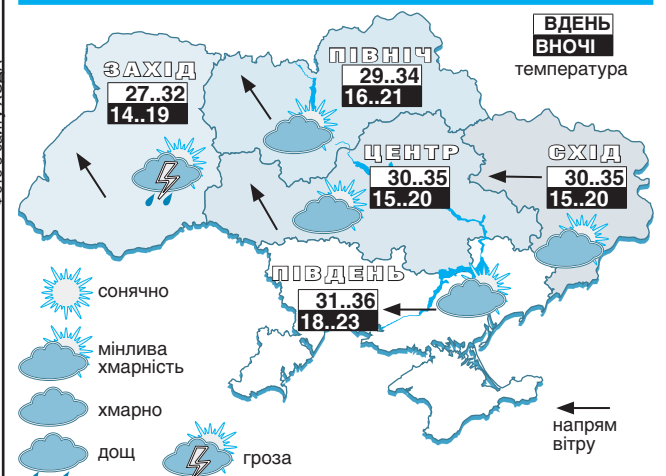 ВДЕНЬ
ВНОЧІ
температура
ПІВНІЧ
29..34
16..21
ЗАХІД
27..32
14..19
ЦЕНТР
30..35
15..20
СХІД
30..35
15..20
ПІВДЕНЬ
31..36
18..23
сонячно
мінлива
хмарність
хмарно
дощ
гроза
напрям
вітру